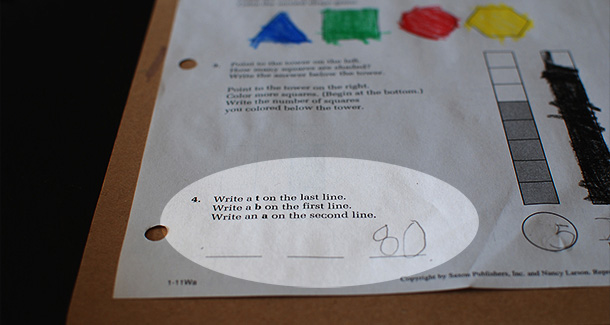 Point to the tower on the left.
How many squares are shaded?
Write the answer below the tower.
Point to the tower on the right.
Color more squares. (Begin at the bottom.)
Write the number of squares
you colored below the tower.
5
4. Write a t on the last line.
Write a b on the first line.
Write an a on the second line.
80
1-11Wa
Copyright by Saxon Publishers, Inc. and Nancy Larson. Repr